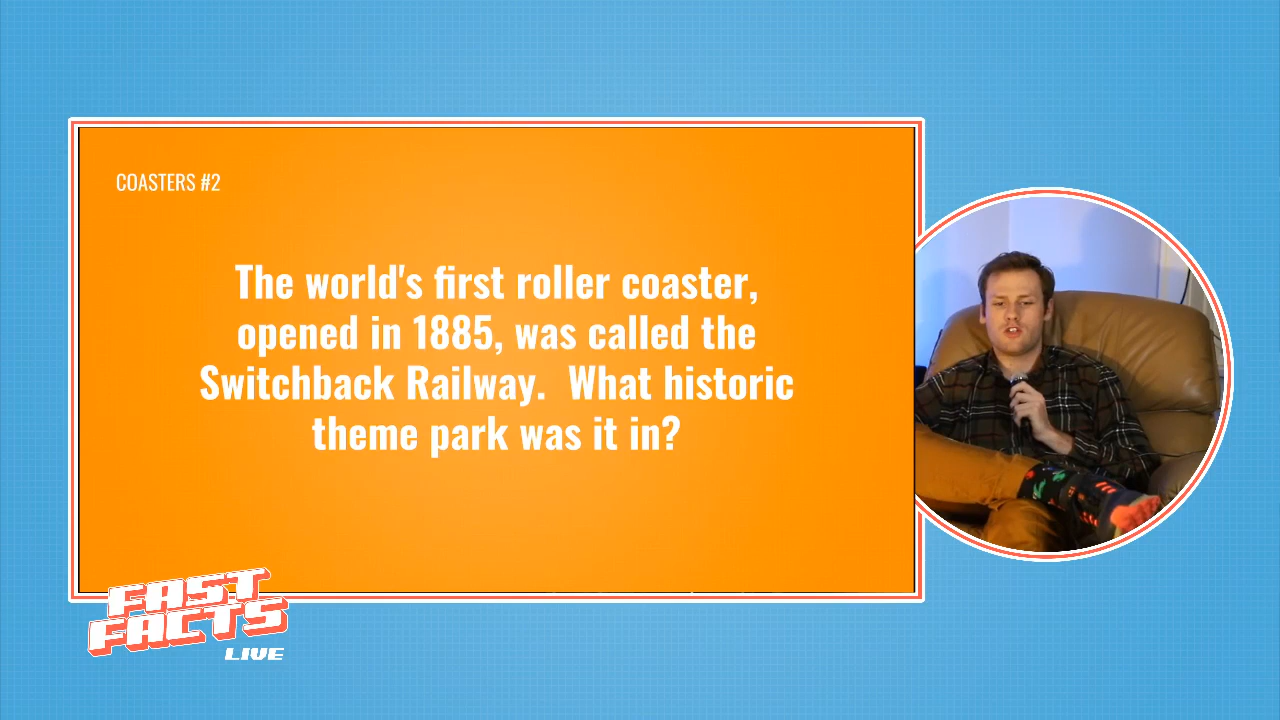 COASTERS #2
The world's first roller coaster,
opened in 1885, was called the
Switchback Railway.  What historic
theme park was it in?
FAST
FACTS
LIVE